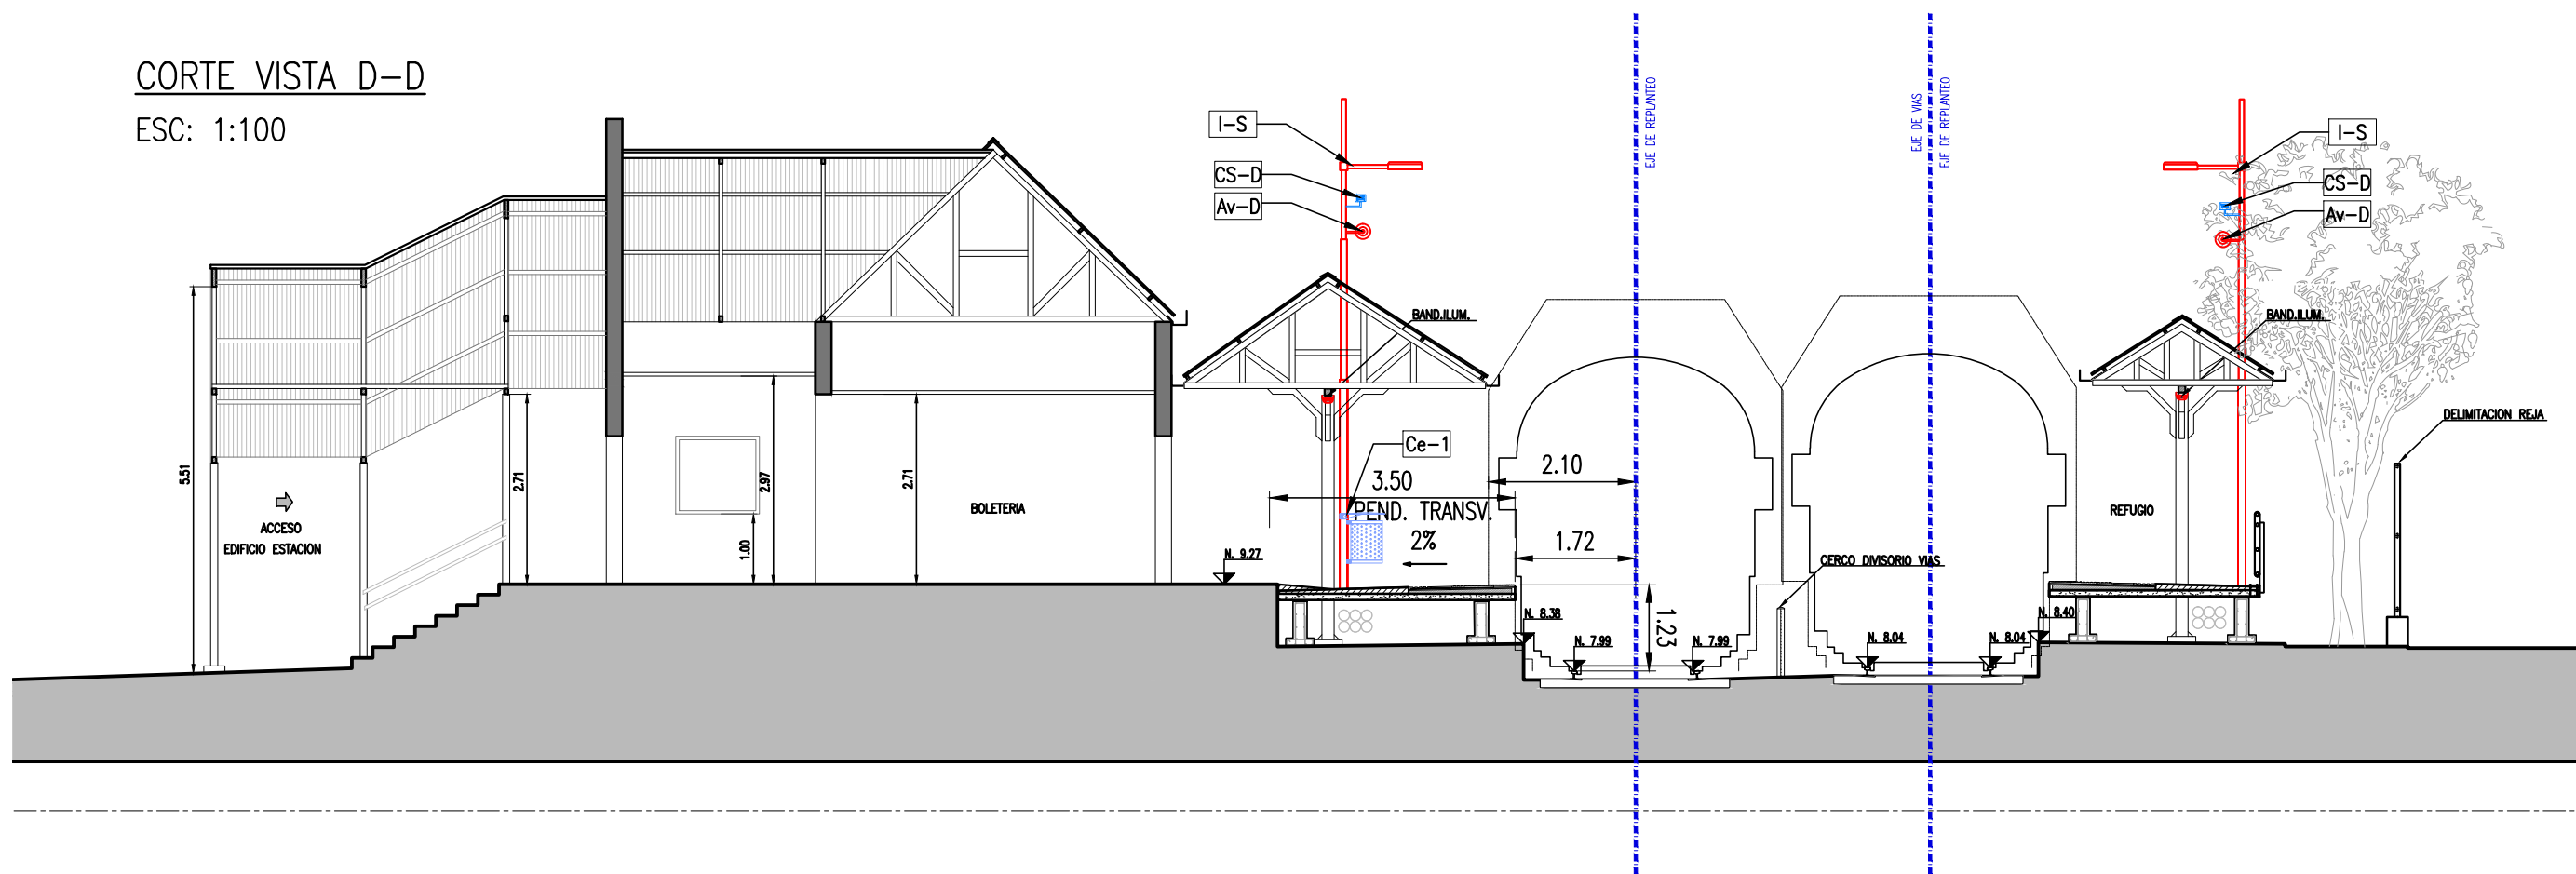 CORTE VISTA D-D
ESC: 1:100
I-S
CS-D
Av-D
EJE DE REPLANTEO
EJE DE VIAS
EJE DE REPLANTEO
I-S
CS-D
Av-D
BAND.ILUM.
BAND.ILUM.
DELIMITACION REJA
5.51
2.71
2.97
1.00
2.71
ACCESO
EDIFICIO ESTACION
BOLETERIA
Ce-1
3.50
PEND. TRANSV.
2%
2.10
1.72
1.23
N. 9.27
N. 8.38
N. 7.99
N. 7.99
CERCO DIVISORIO VIAS
N. 8.04
N. 8.04
N. 8.40
REFUGIO